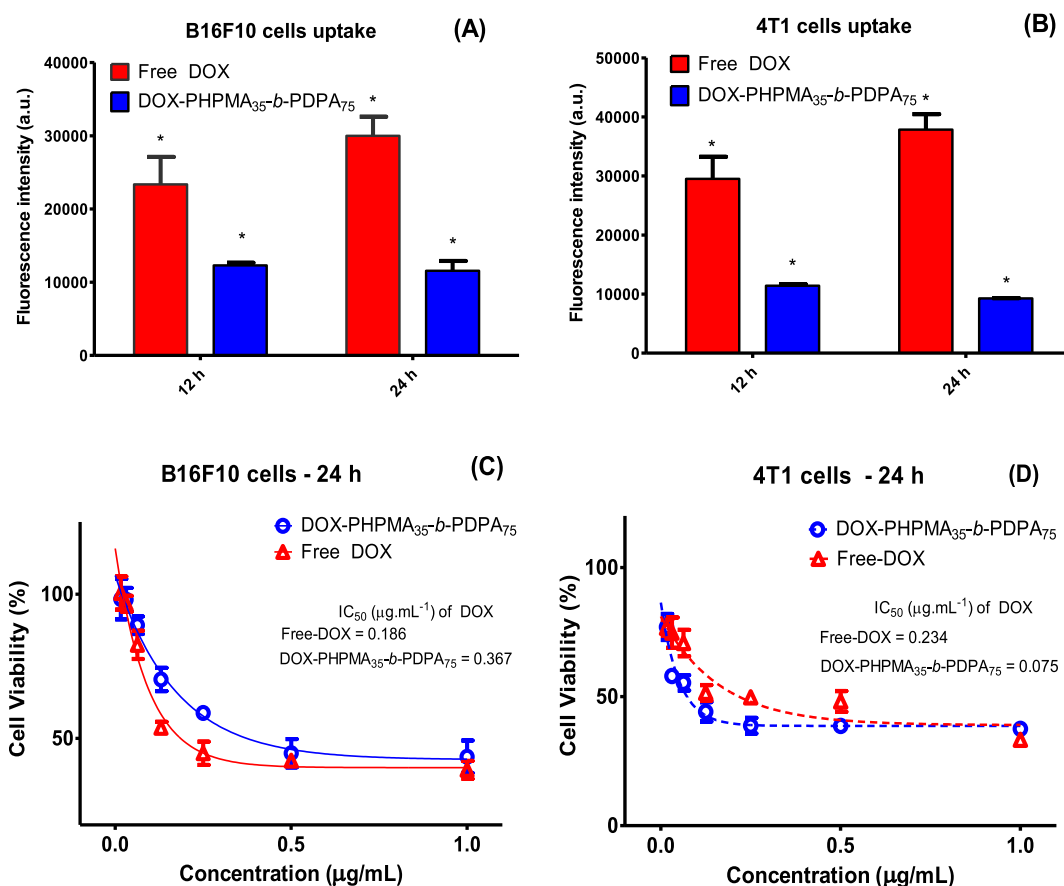 B16F10 cells uptake
(A)
Free DOX
DOX-PHPMA35-b-PDPA75
Fluorescence intensity (a.u.)
40000
30000
20000
10000
0
*
*
*
*
12 h
24 h
4T1 cells uptake
(B)
Free DOX
DOX-PHPMA35-b-PDPA75
Fluorescence intensity (a.u.)
50000
40000
30000
20000
10000
0
*
*
*
*
12 h
24 h
B16F10 cells - 24 h
(C)
DOX-PHPMA35-b-PDPA75
Free DOX
IC50 (µg.mL-1) of DOX
Free-DOX = 0.186
DOX-PHPMA35-b-PDPA75 = 0.367
Cell Viability (%)
100
50
0.0
0.5
1.0
Concentration (µg/mL)
4T1 cells - 24 h
(D)
DOX-PHPMA35-b-PDPA75
Free-DOX
IC50 (µg.mL-1) of DOX
Free-DOX = 0.234
DOX-PHPMA35-b-PDPA75 = 0.075
Cell Viability (%)
100
50
0
0.0
0.5
1.0
Concentration (µg/mL)